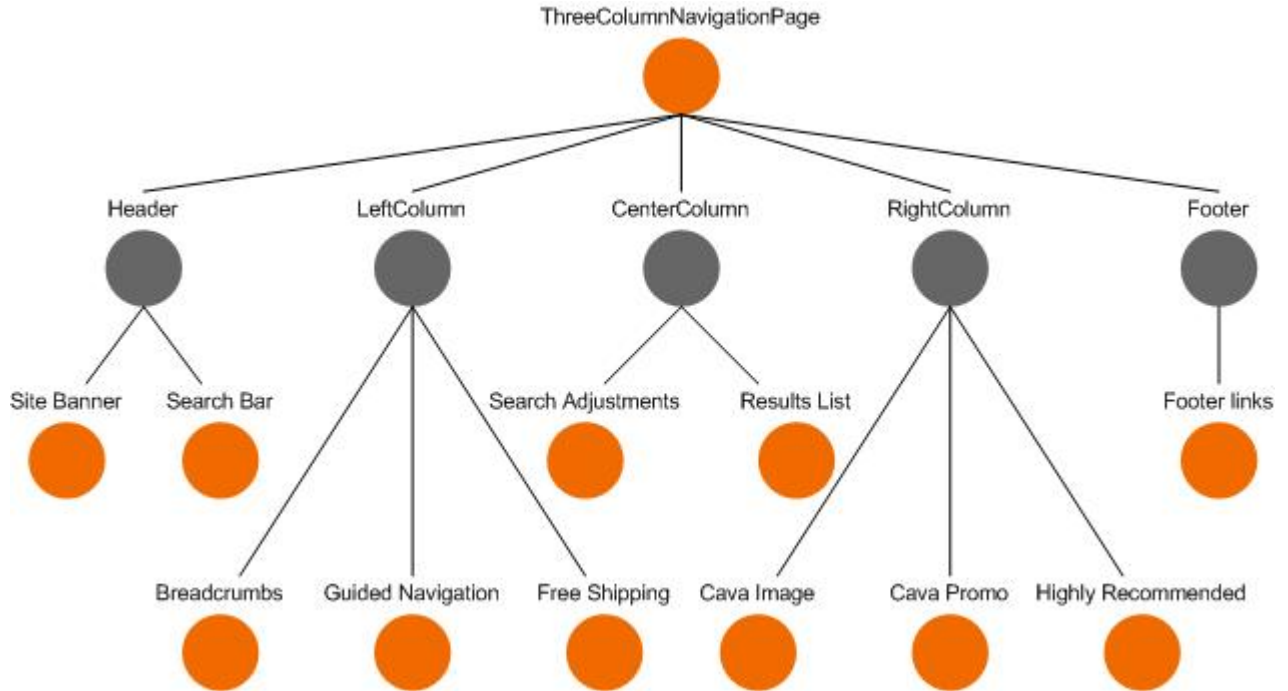 ThreeColumnNavigationPage
Header
LeftColumn
CenterColumn
RightColumn
Footer
Site Banner
Search Bar
Search Adjustments
Results List
Footer links
Breadcrumbs
Guided Navigation
Free Shipping
Cava Image
Cava Promo
Highly Recommended